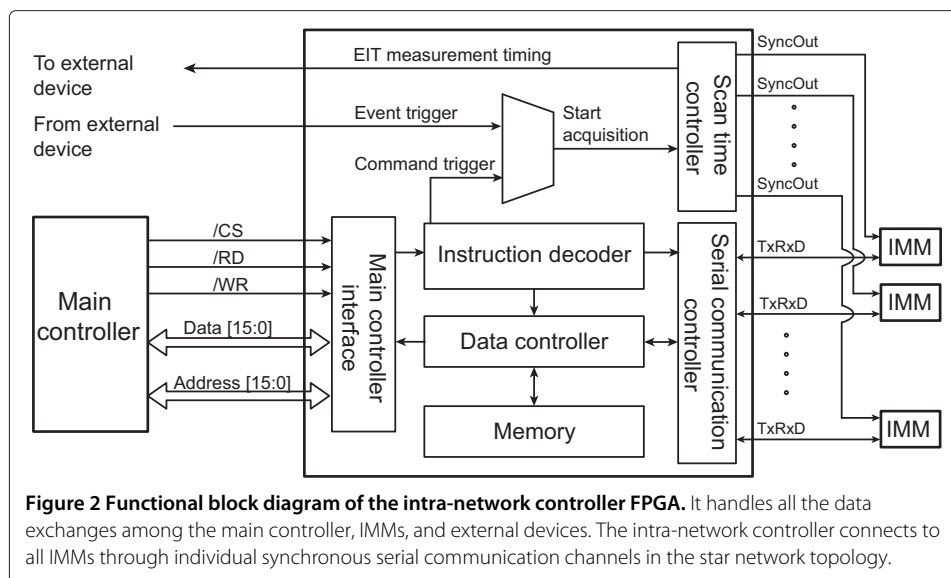 To external
device
EIT measurement timing
From external
device
Event trigger
Command trigger
Start
acquisition
Scan time
controller
SyncOut
SyncOut
SyncOut
Main
controller
/CS
/RD
/WR
Data [15:0]
Address [15:0]
Main controller
interface
Instruction decoder
Data controller
Memory
Serial communication
controller
TxRxD
TxRxD
TxRxD
IMM
IMM
IMM
Figure 2 Functional block diagram of the intra-network controller FPGA. It handles all the data
exchanges among the main controller, IMMs, and external devices. The intra-network controller connects to
all IMMs through individual synchronous serial communication channels in the star network topology.